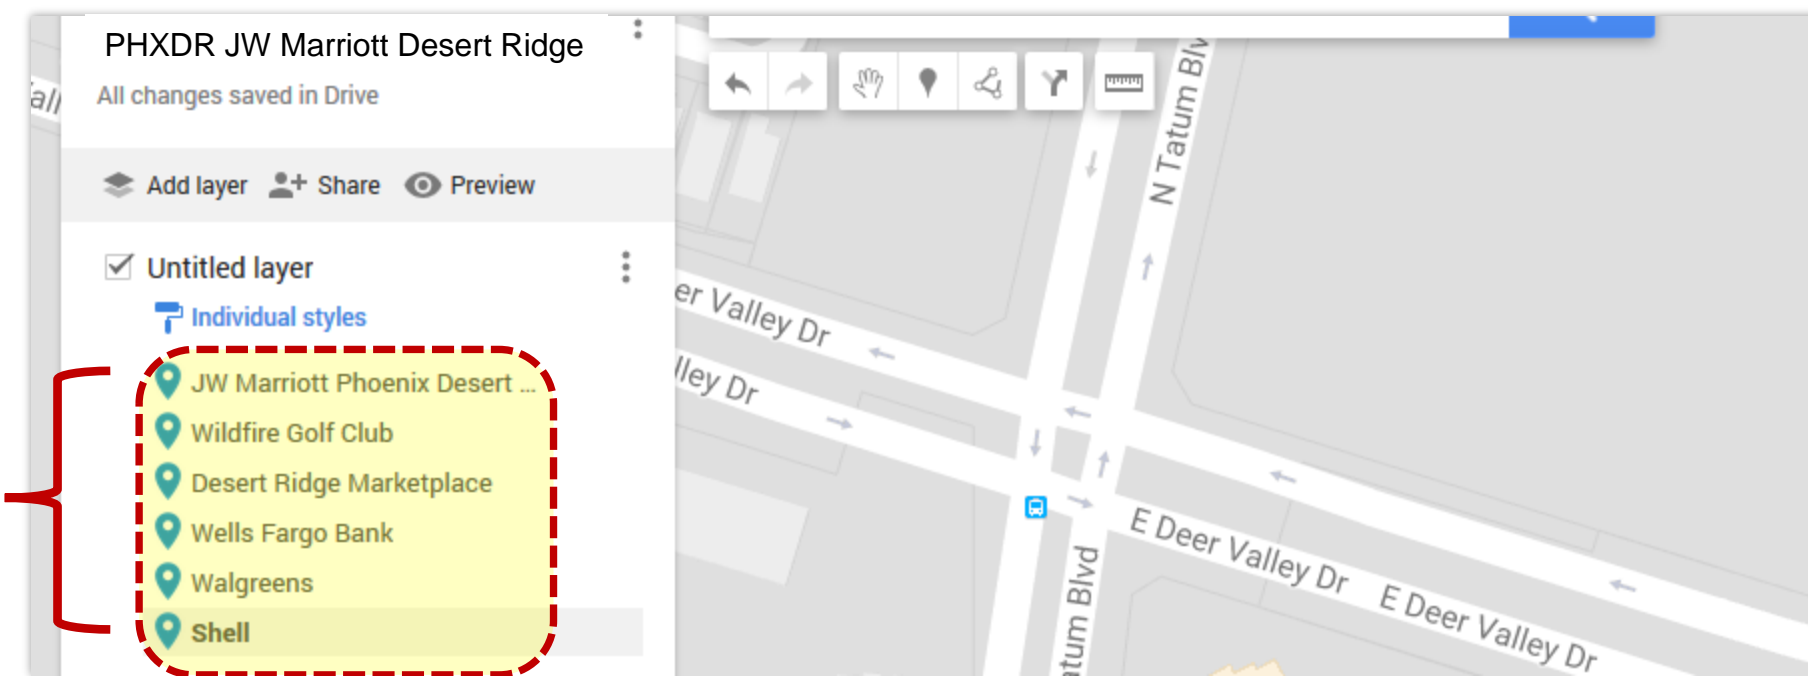 PHXDR JW Marriott Desert Ridge
All changes saved in Drive
Add layer Share Preview
Untitled layer
Individual styles
JW Marriott Phoenix Desert ...
Wildfire Golf Club
Desert Ridge Marketplace
Wells Fargo Bank
Walgreens
Shell
all
N Tatum Blv
er Valley Dr
lley Dr
E Deer Valley Dr
E Deer Valley Dr
atum Blvd